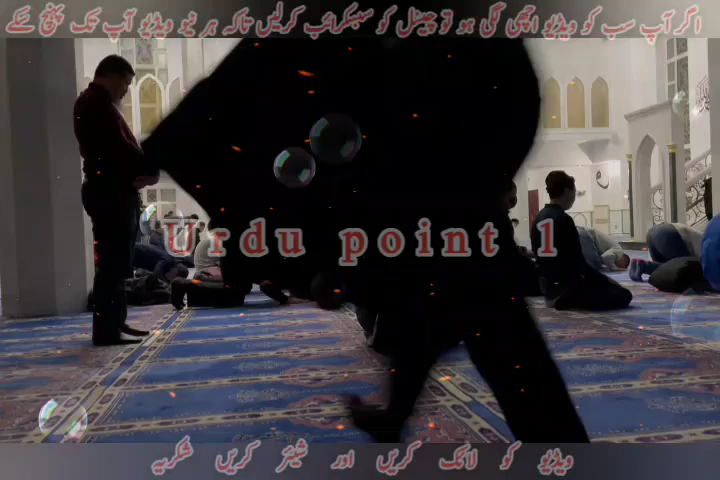 اگر آپ سب کو ویڈیو اچھی لگی ہو تو چینل کو سبسکرائب کرلیں تاکہ ہر نیو ویڈیو آپ تک پہنچ سکے
Urdu point 1
ویڈیو کو لائک کریں اور شیئر کریں شکریہ